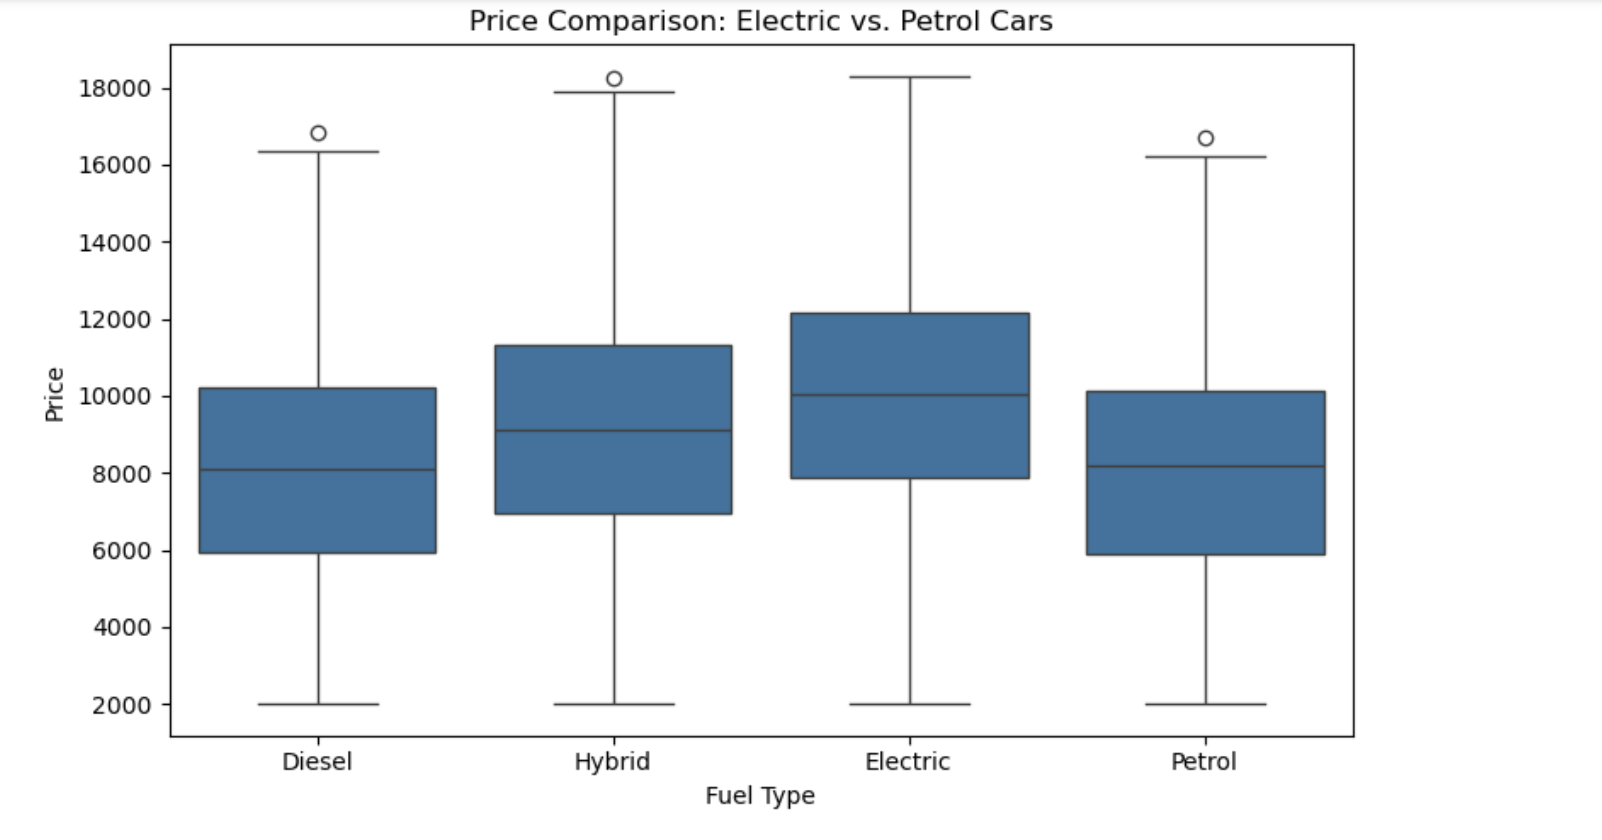 Price Comparison: Electric vs. Petrol Cars
18000
16000
14000
12000
10000
8000
6000
4000
2000
Price
Diesel Hybrid Electric Petrol
Fuel Type